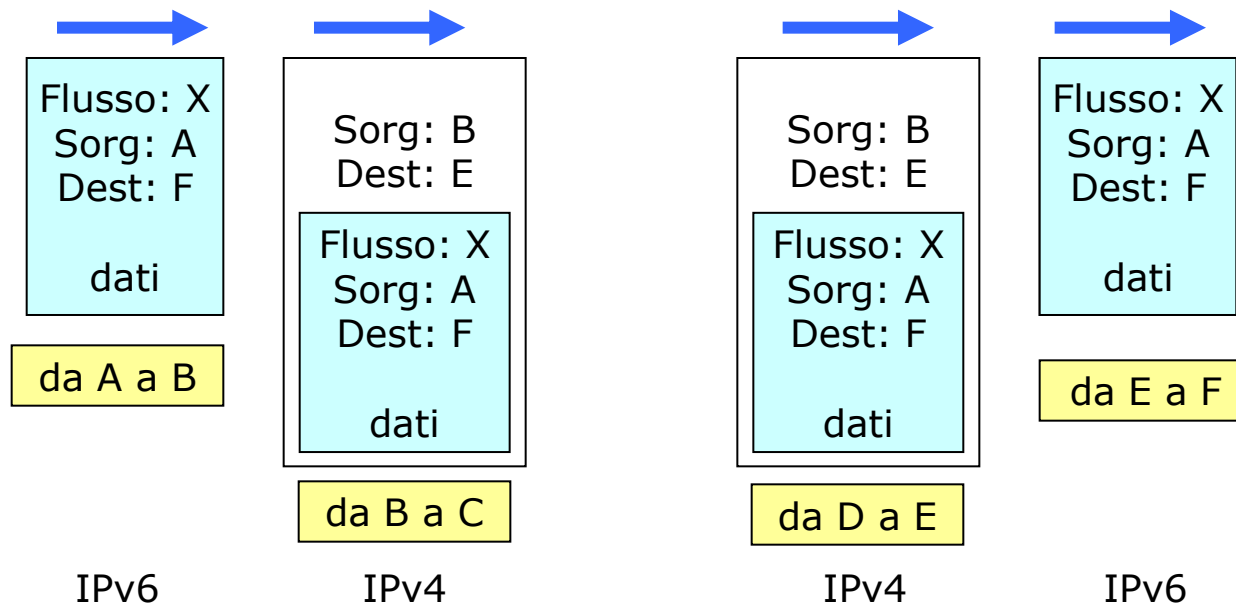 Flusso: X
Sorg: A
Dest: F
dati
da A a B
IPv6
Sorg: B
Dest: E
Flusso: X
Sorg: A
Dest: F
dati
da B a C
IPv4
Sorg: B
Dest: E
Flusso: X
Sorg: A
Dest: F
dati
da D a E
IPv4
Flusso: X
Sorg: A
Dest: F
dati
da E a F
IPv6